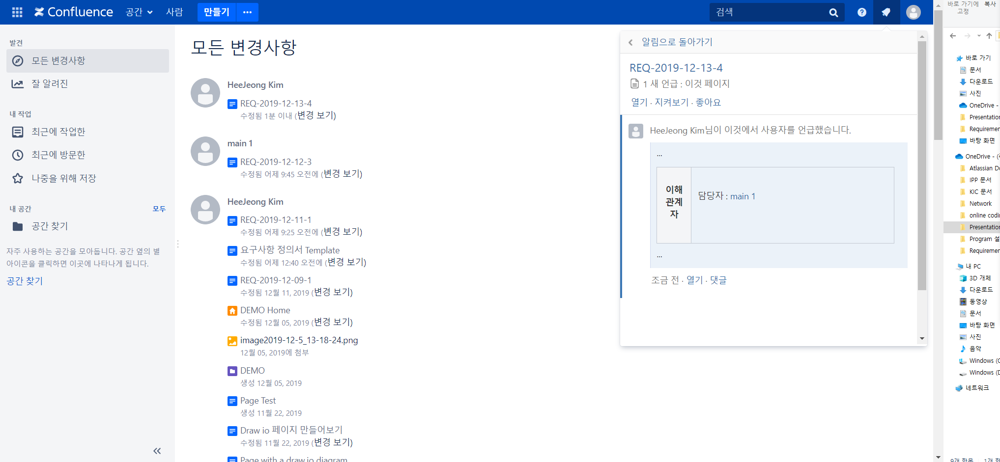 Confluence
공간
사람
만들기
검색
발견
모든 변경사항
잘 알려진
내 작업
최근에 작업한
최근에 방문한
나중을 위해 저장
내 공간
모두
공간 찾기
자주 사용하는 공간을 모아둡니다. 공간 옆의 별
아이콘을 클릭하면 이곳에 나타나게 됩니다.
공간 찾기
모든 변경사항
HeeJeong Kim
REQ-2019-12-13-4
수정됨 1분 이내 (변경 보기)
main 1
REQ-2019-12-12-3
수정됨 어제 9:45 오전에 (변경 보기)
HeeJeong Kim
REQ-2019-12-11-1
수정됨 어제 9:25 오전에 (변경 보기)
요구사항 정의서 Template
수정됨 어제 12:40 오전에 (변경 보기)
REQ-2019-12-09-1
수정됨 12월 11, 2019 (변경 보기)
DEMO Home
수정됨 12월 05, 2019 (변경 보기)
image2019-12-5_13-18-24.png
12월 05, 2019에 첨부
DEMO
생성 12월 05, 2019
Page Test
생성 11월 22, 2019
Draw io 페이지 만들어보기
수정됨 11월 22, 2019 (변경 보기)
Page with a draw.io diagram
알림으로 돌아가기
REQ-2019-12-13-4
1 새 언급 : 이것 페이지
열기 · 지켜보기 · 좋아요
HeeJeong Kim님이 이것에서 사용자를 언급했습니다.
...
이해
관계
자
담당자 : main 1
...
조금 전 · 열기 · 댓글
바로 가기에
고정
복사
바로 가기
문서
다운로드
사진
OneDrive -
Presentation
Requiremen
바탕 화면
OneDrive - (
Atlassian Do
IPP 문서
KIC 문서
Network
online codin
Presentation
Program 설
Requiremen
내 PC
3D 개체
다운로드
동영상
문서
바탕 화면
사진
음악
Windows (C
Windows (D
네트워크
9개 항목
1개 항